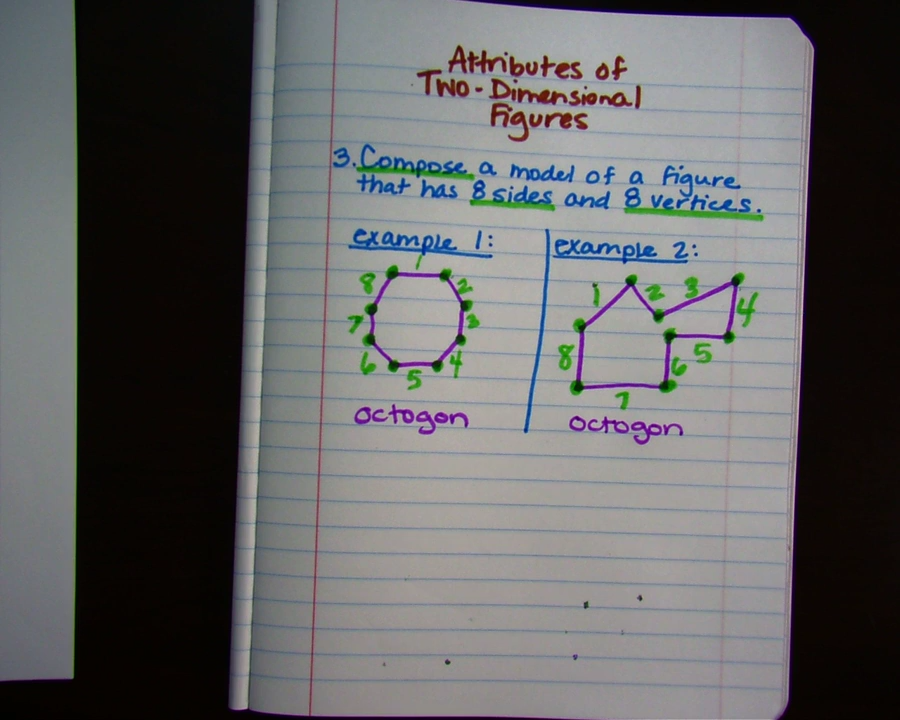 Attributes of
Two-Dimensional
Figures
3. Compose a model of a figure
that has 8 sides and 8 vertices.
example 1:
1
8 2
7 3
6 4
5
octogon
example 2:
1 2 3
4
8 6 5
7
octogon